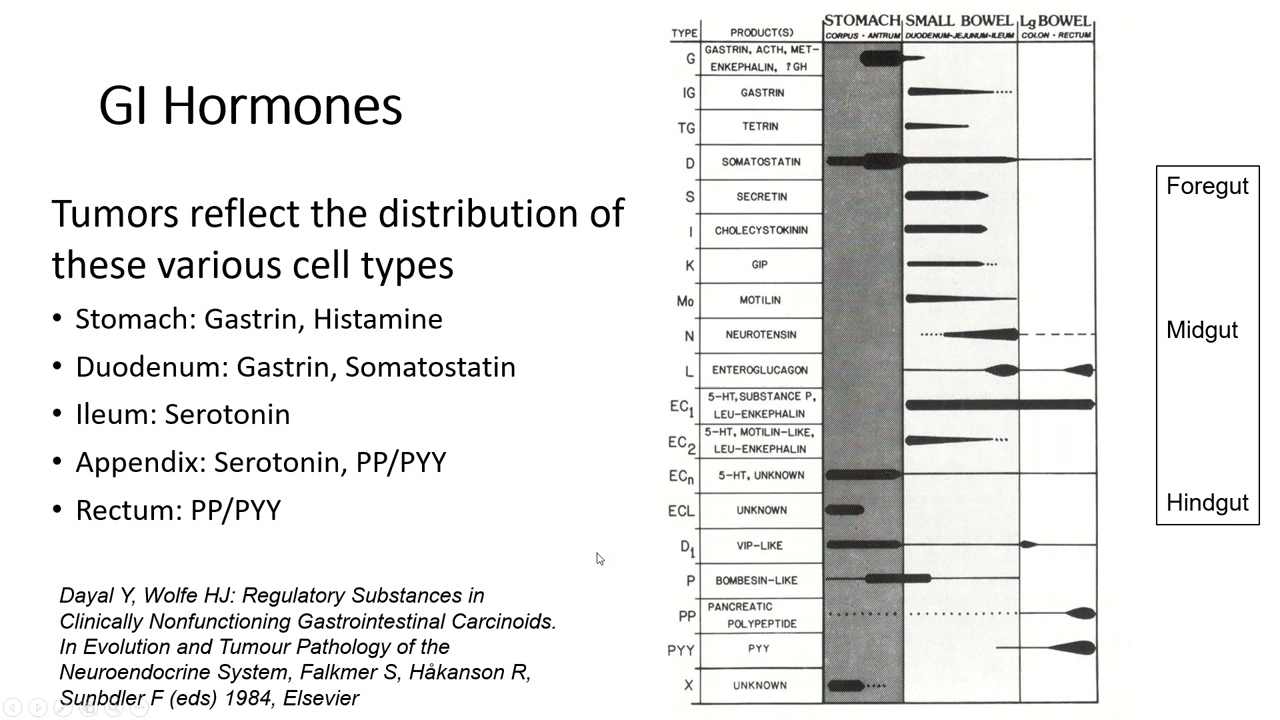 GI Hormones
Tumors reflect the distribution of
these various cell types
• Stomach: Gastrin, Histamine
• Duodenum: Gastrin, Somatostatin
• Ileum: Serotonin
• Appendix: Serotonin, PP/PYY
• Rectum: PP/PYY
Dayal Y, Wolfe HJ: Regulatory Substances in
Clinically Nonfunctioning Gastrointestinal Carcinoids.
In Evolution and Tumour Pathology of the
Neuroendocrine System, Falkmer S, Håkanson R,
Sunbdler F (eds) 1984, Elsevier
STOMACH SMALL BOWEL Lg BOWEL
TYPE PRODUCT(S) CORPUS • ANTRUM DUODENUM-JEJUNUM-ILEUM COLON • RECTUM
G GASTRIN, ACTH, MET-
ENKEPHALIN, ?GH
IG GASTRIN
TG TETRIN
D SOMATOSTATIN
S SECRETIN
I CHOLECYSTOKININ
K GIP
Mo MOTILIN
N NEUROTENSIN
L ENTEROGLUCAGON
EC1 5-HT, SUBSTANCE P,
LEU-ENKEPHALIN
EC2 5-HT, MOTILIN-LIKE,
LEU-ENKEPHALIN
ECn 5-HT, UNKNOWN
ECL UNKNOWN
D1 VIP-LIKE
P BOMBESIN-LIKE
PP PANCREATIC
POLYPEPTIDE
PYY PYY
X UNKNOWN
Foregut
Midgut
Hindgut